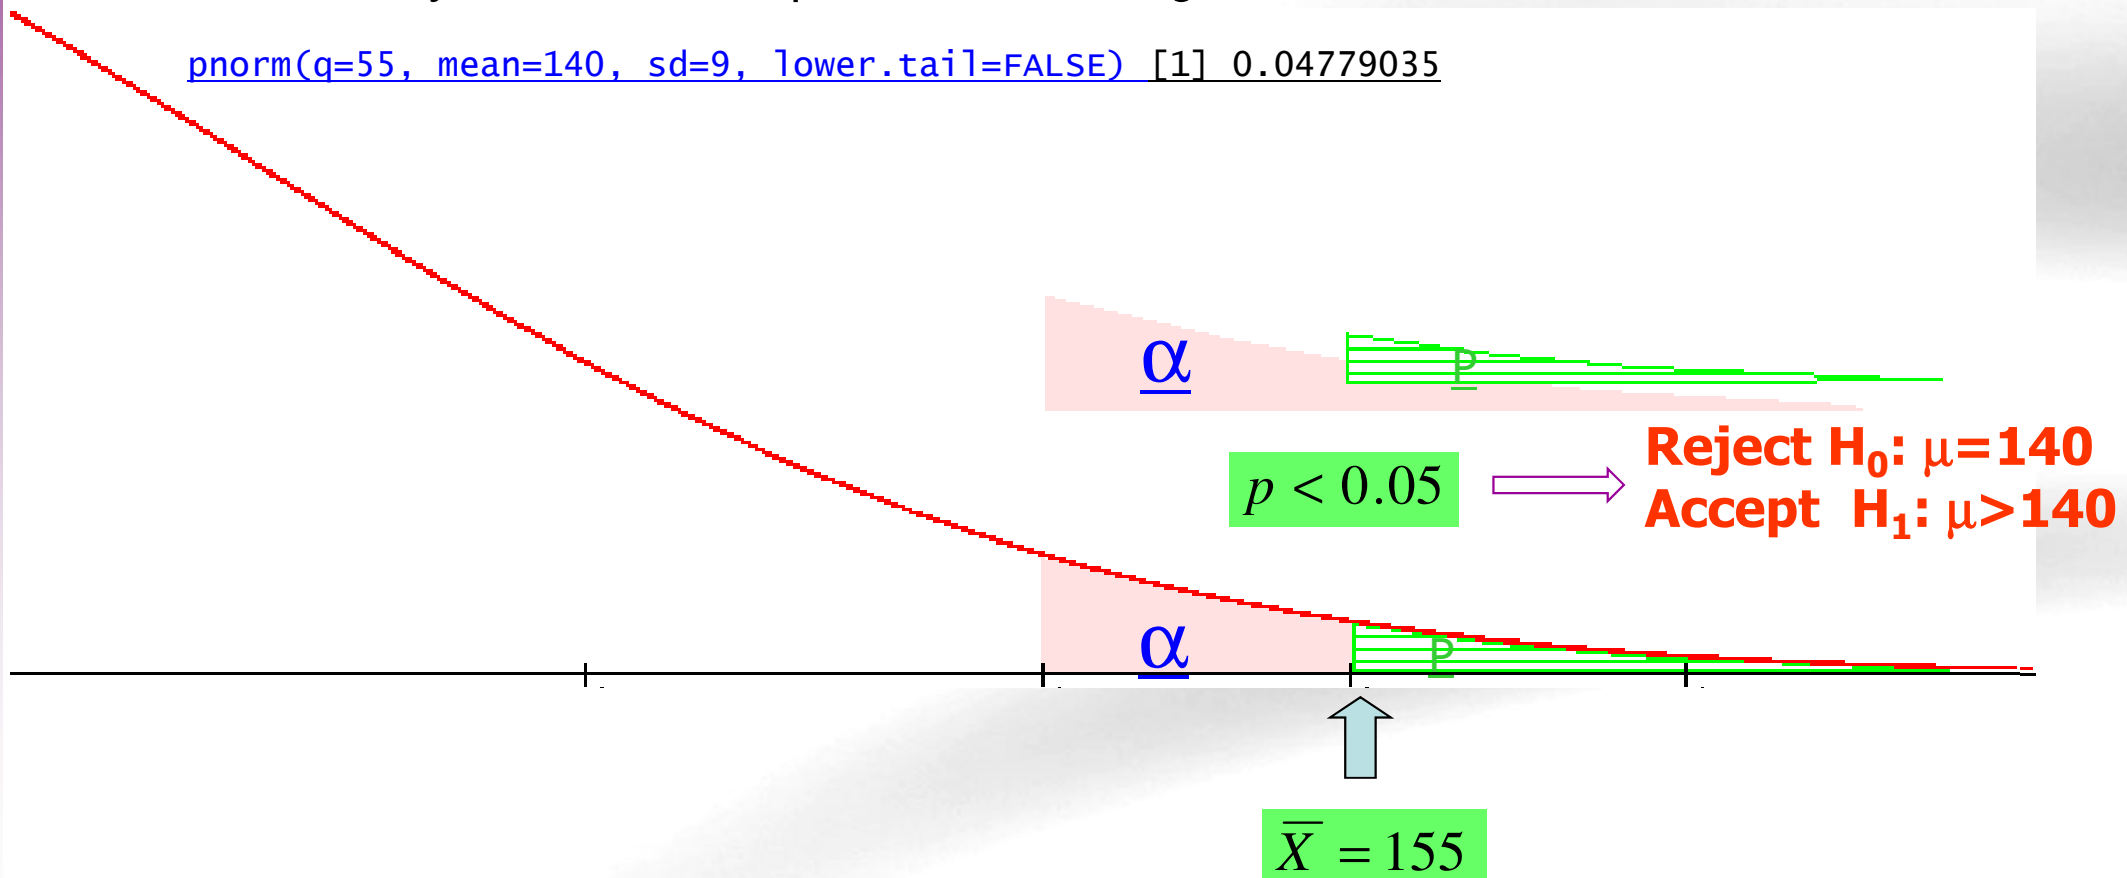 pnorm(q=55, mean=140, sd=9, lower.tail=FALSE) [1] 0.04779035
α
P
p < 0.05
Reject H₀: μ=140
Accept H₁: μ>140
α
P
X̅ = 155